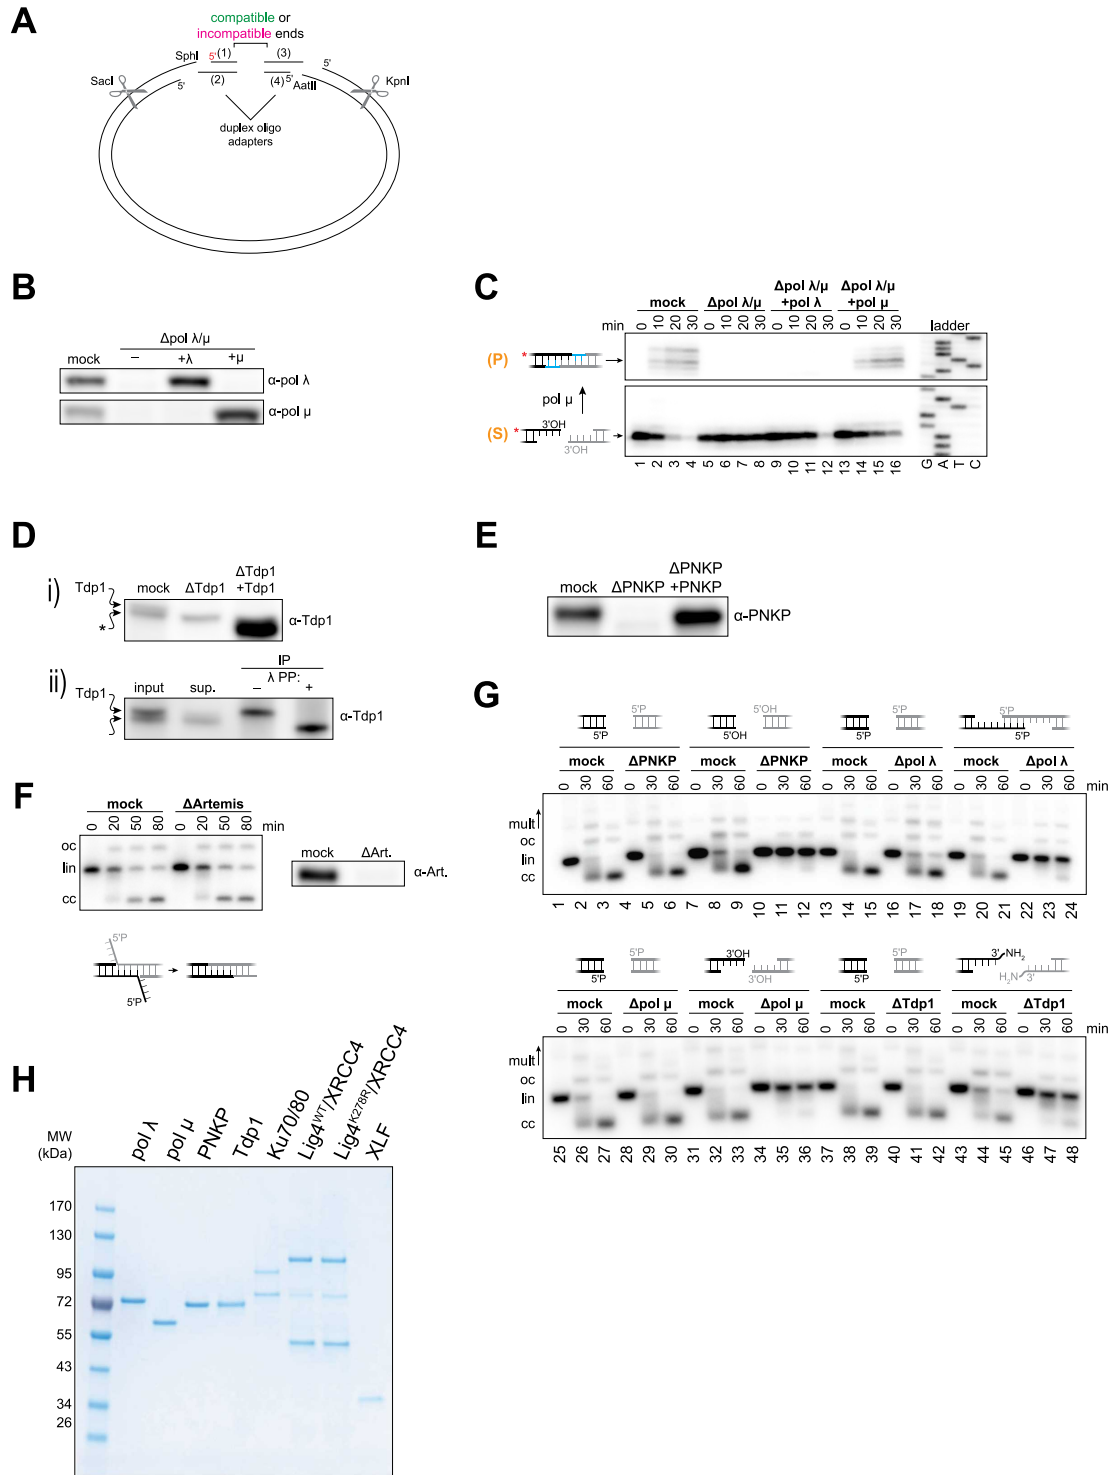 A
compatible or
incompatible ends
SphI
5'
(1)
(3)
5'
SacI
5'
(2)
(4)
5'
AatII
KpnI
duplex oligo
adapters
B
Δpol λ/μ
mock
–
+λ
+μ
α-pol λ
α-pol μ
C
mock
Δpol λ/μ
Δpol λ/μ
+pol λ
Δpol λ/μ
+pol μ
min
0 10 20 30 0 10 20 30 0 10 20 30 0 10 20 30
ladder
(P)
*
pol μ
(S)
*
3'OH
3'OH
1 2 3 4 5 6 7 8 9 10 11 12 13 14 15 16 G A T C
D
i)
Tdp1
*
mock
ΔTdp1
ΔTdp1
+Tdp1
α-Tdp1
ii)
Tdp1
IP
λ PP:
input
sup.
–
+
α-Tdp1
E
mock
ΔPNKP
ΔPNKP
+PNKP
α-PNKP
F
mock
ΔArtemis
0 20 50 80 0 20 50 80 min
oc
lin
cc
mock
ΔArt.
α-Art.
5'P
5'P
G
5'P
5'P
5'OH
5'OH
5'P
5'P
5'P
5'P
mock ΔPNKP mock ΔPNKP mock Δpol λ mock Δpol λ
0 30 60 0 30 60 0 30 60 0 30 60 0 30 60 0 30 60 0 30 60 0 30 60 min
mult
oc
lin
cc
1 2 3 4 5 6 7 8 9 10 11 12 13 14 15 16 17 18 19 20 21 22 23 24
5'P
5'P
3'OH
3'OH
5'P
5'P
3' NH2
H2N 3'
mock Δpol μ mock Δpol μ mock ΔTdp1 mock ΔTdp1
0 30 60 0 30 60 0 30 60 0 30 60 0 30 60 0 30 60 0 30 60 0 30 60 min
mult
oc
lin
cc
25 26 27 28 29 30 31 32 33 34 35 36 37 38 39 40 41 42 43 44 45 46 47 48
H
MW
(kDa)
pol λ
pol μ
PNKP
Tdp1
Ku70/80
Lig4WT/XRCC4
Lig4K278R/XRCC4
XLF
170
130
95
72
55
43
34
26